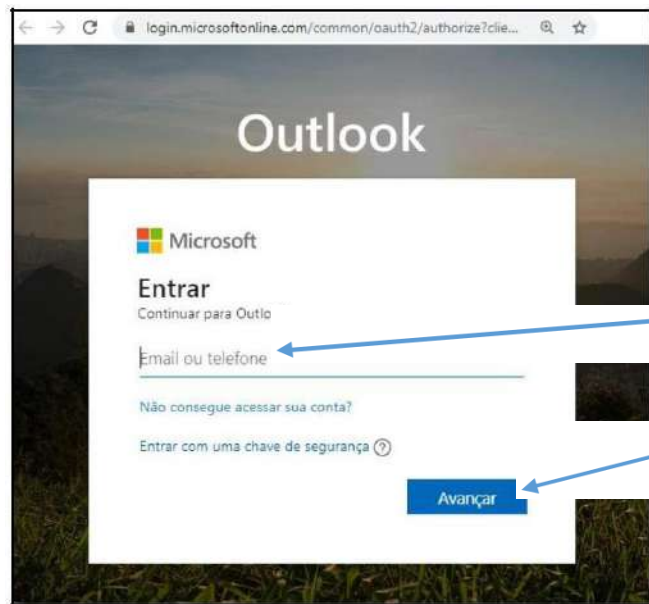 login.microsoftonline.com/common/oauth2/authorize?clie...
Outlook
Microsoft
Entrar
Continuar para Outlo
Email ou telefone
Não consegue acessar sua conta?
Entrar com uma chave de segurança ?
Avançar